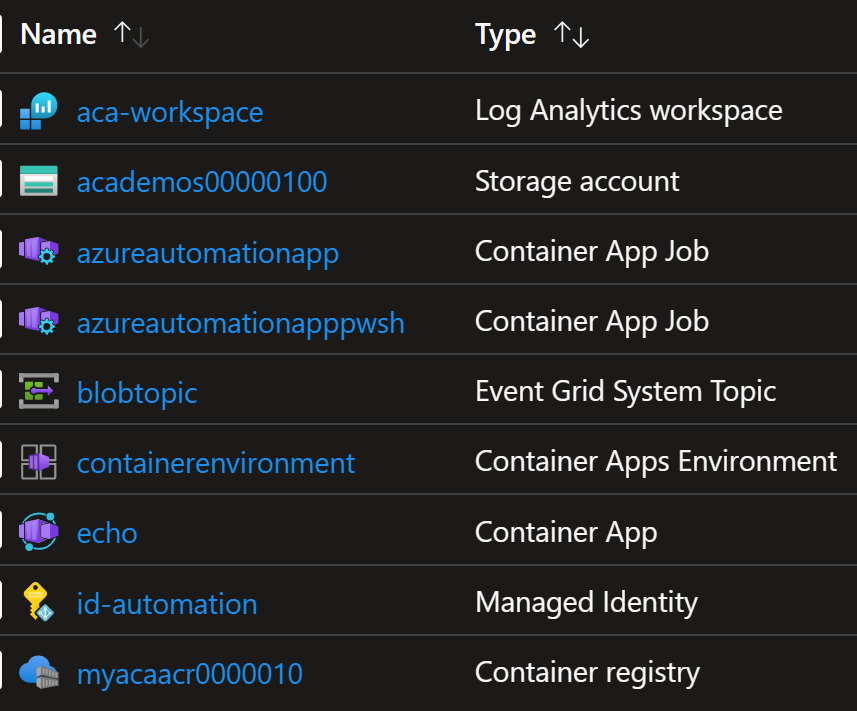 Name Type
aca-workspace Log Analytics workspace
academos00000100 Storage account
azureautomationapp Container App Job
azureautomationapppwsh Container App Job
blobtopic Event Grid System Topic
containerenvironment Container Apps Environment
echo Container App
id-automation Managed Identity
myacaacr0000010 Container registry